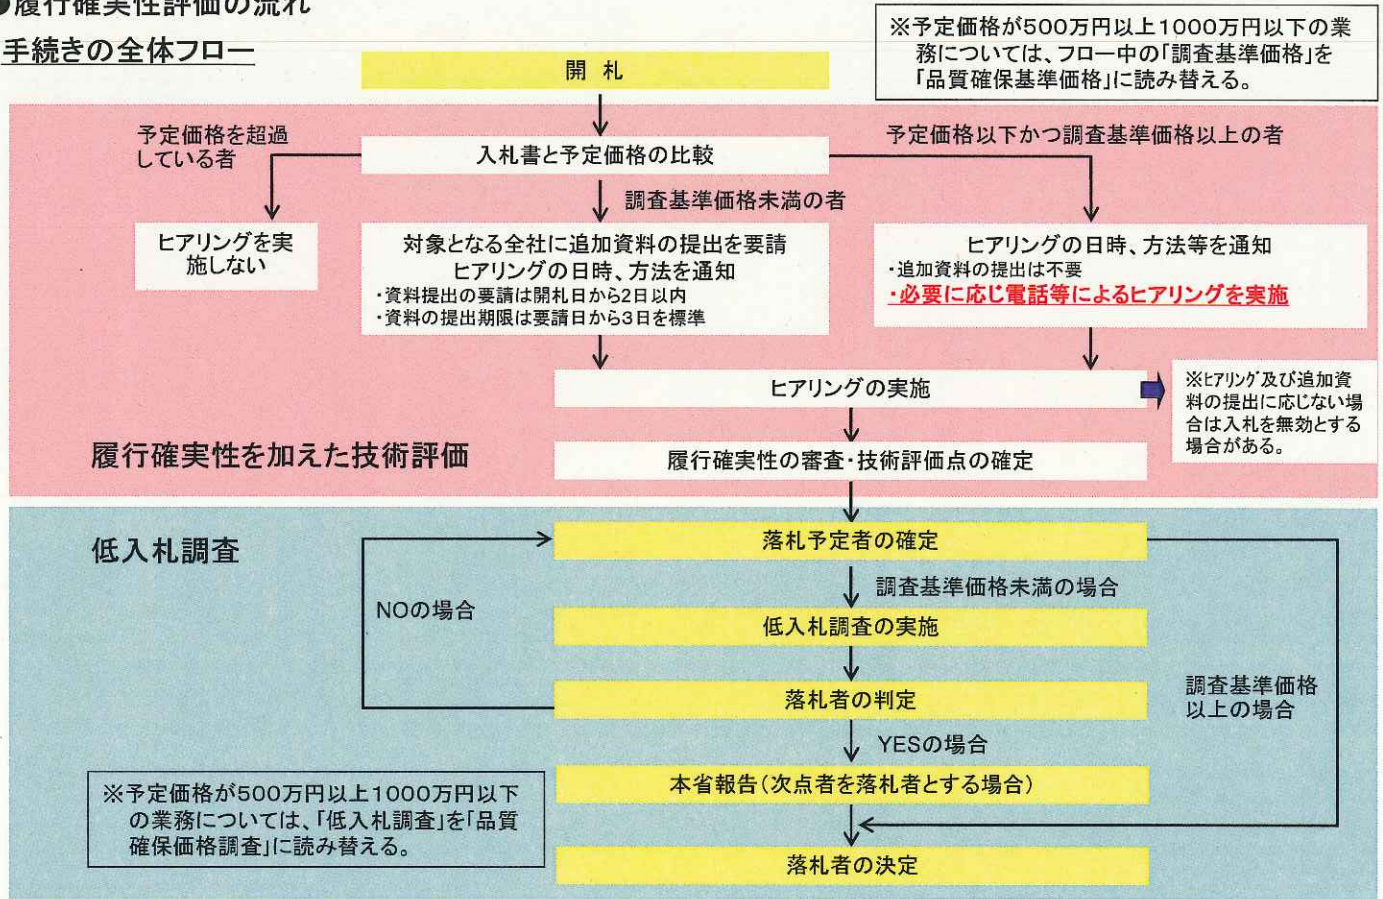 ●履行確実性評価の流れ
手続きの全体フロー
※予定価格が500万円以上1000万円以下の業
務については、フロー中の「調査基準価格」を
「品質確保基準価格」に読み替える。
開 札
予定価格を超過
している者
入札書と予定価格の比較
予定価格以下かつ調査基準価格以上の者
調査基準価格未満の者
ヒアリングを実
施しない
対象となる全社に追加資料の提出を要請
ヒアリングの日時、方法を通知
・資料提出の要請は開札日から2日以内
・資料の提出期限は要請日から3日を標準
ヒアリングの日時、方法等を通知
・追加資料の提出は不要
・必要に応じ電話等によるヒアリングを実施
ヒアリングの実施
※ﾋｱﾘﾝｸﾞ及び追加資
料の提出に応じない場
合は入札を無効とする
場合がある。
履行確実性を加えた技術評価
履行確実性の審査・技術評価点の確定
低入札調査
落札予定者の確定
調査基準価格未満の場合
NOの場合
低入札調査の実施
落札者の判定
調査基準価格
以上の場合
YESの場合
本省報告（次点者を落札者とする場合）
※予定価格が500万円以上1000万円以下
の業務については、「低入札調査」を「品質
確保価格調査」に読み替える。
落札者の決定